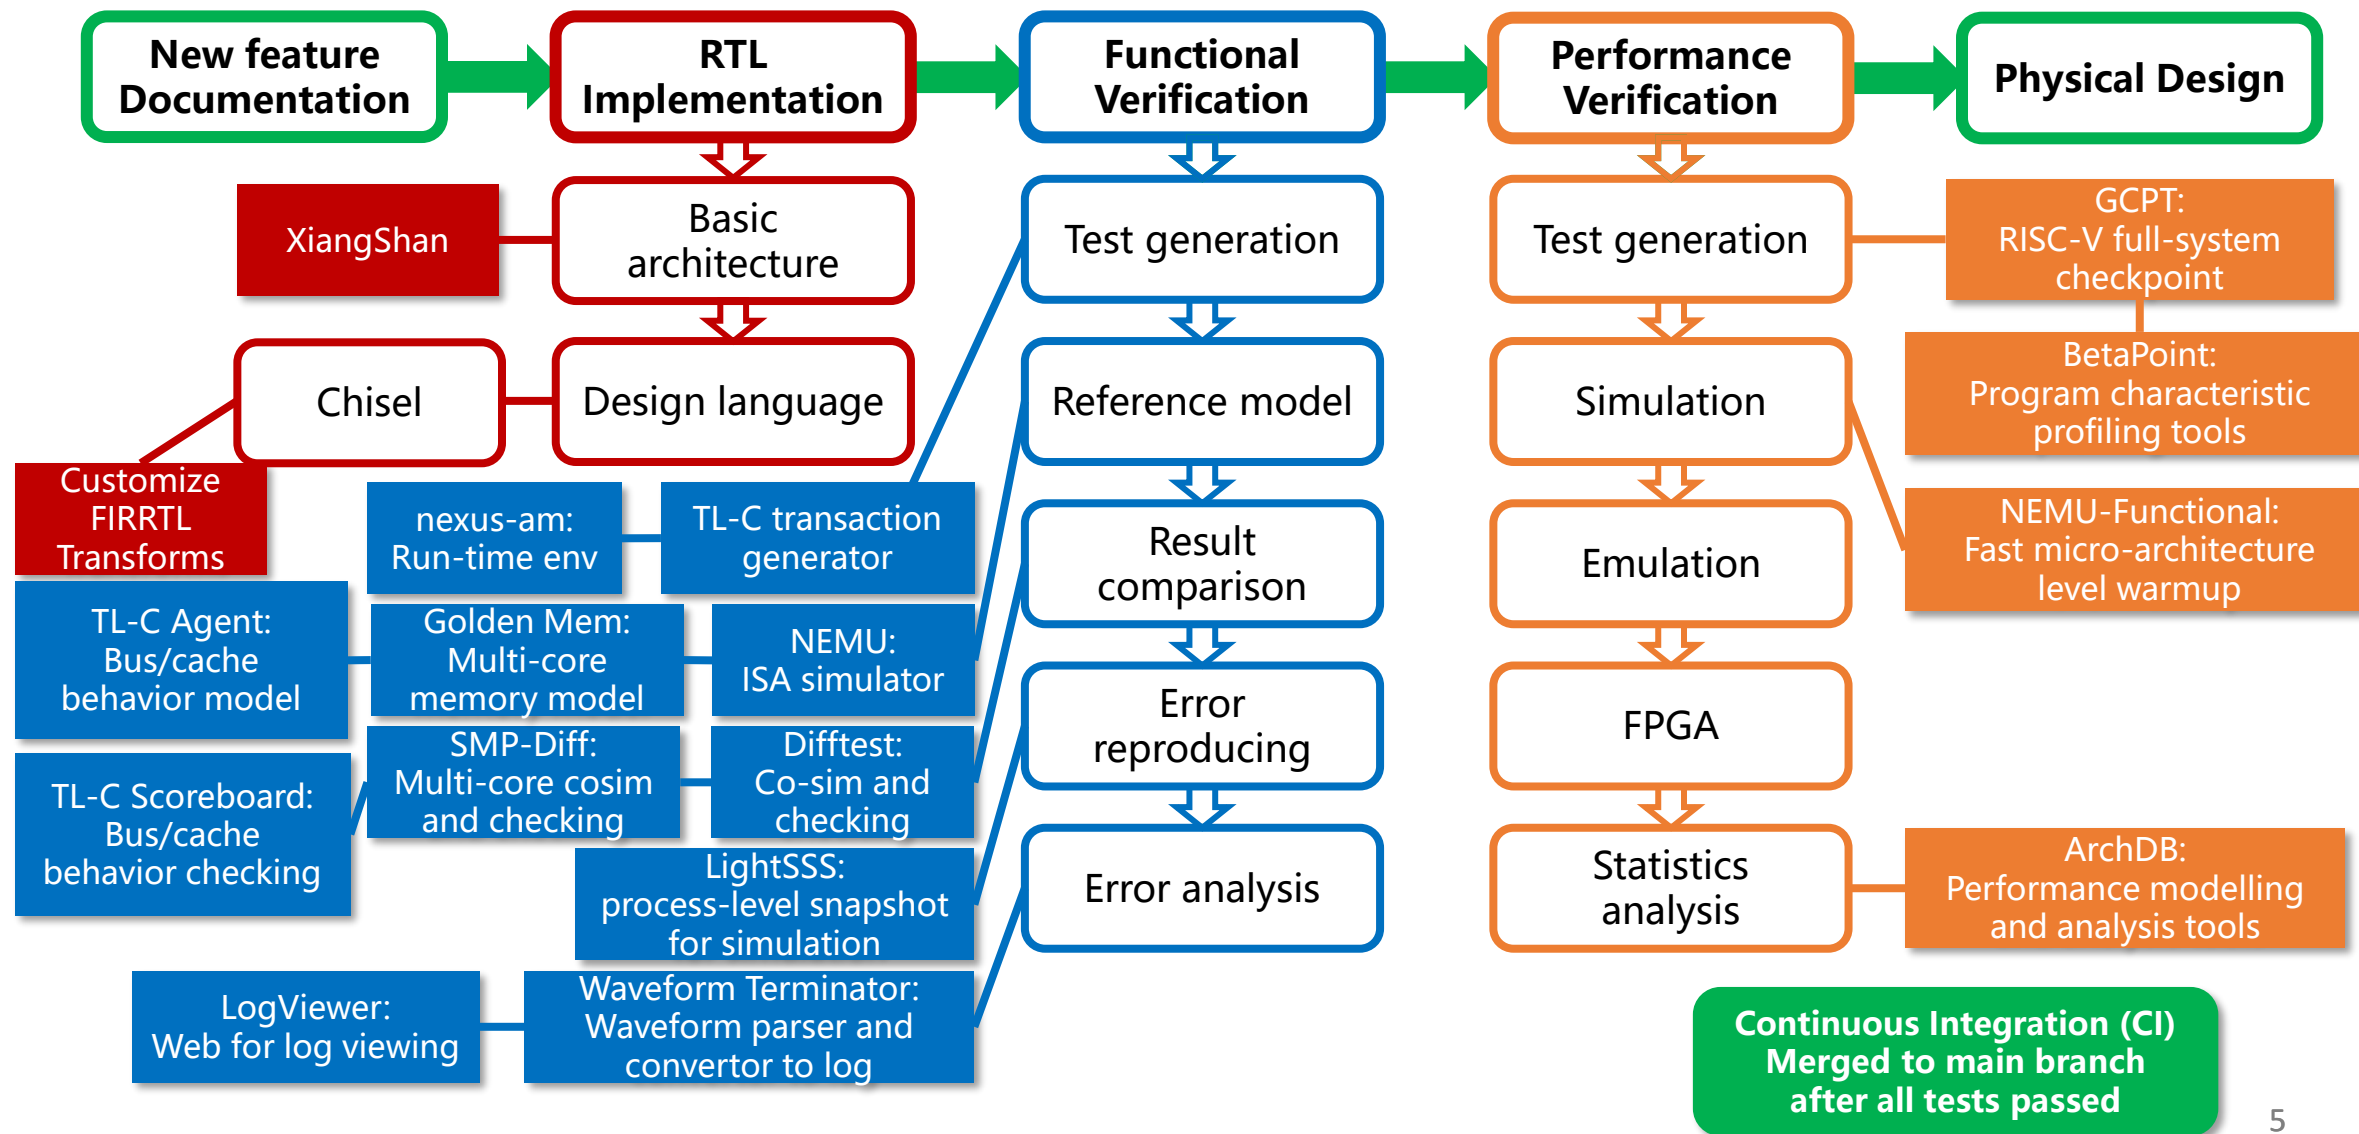 New feature
Documentation
RTL
Implementation
Functional
Verification
Performance
Verification
Physical Design
XiangShan
Basic
architecture
Test generation
Test generation
GCPT:
RISC-V full-system
checkpoint
Chisel
Design language
Reference model
Simulation
BetaPoint:
Program characteristic
profiling tools
Customize
FIRRTL
Transforms
nexus-am:
Run-time env
TL-C transaction
generator
Result
comparison
Emulation
NEMU-Functional:
Fast micro-architecture
level warmup
TL-C Agent:
Bus/cache
behavior model
Golden Mem:
Multi-core
memory model
NEMU:
ISA simulator
Error
reproducing
FPGA
TL-C Scoreboard:
Bus/cache
behavior checking
SMP-Diff:
Multi-core cosim
and checking
Difftest:
Co-sim and
checking
LightSSS:
process-level snapshot
for simulation
Error analysis
Statistics
analysis
ArchDB:
Performance modelling
and analysis tools
LogViewer:
Web for log viewing
Waveform Terminator:
Waveform parser and
convertor to log
Continuous Integration (CI)
Merged to main branch
after all tests passed
5